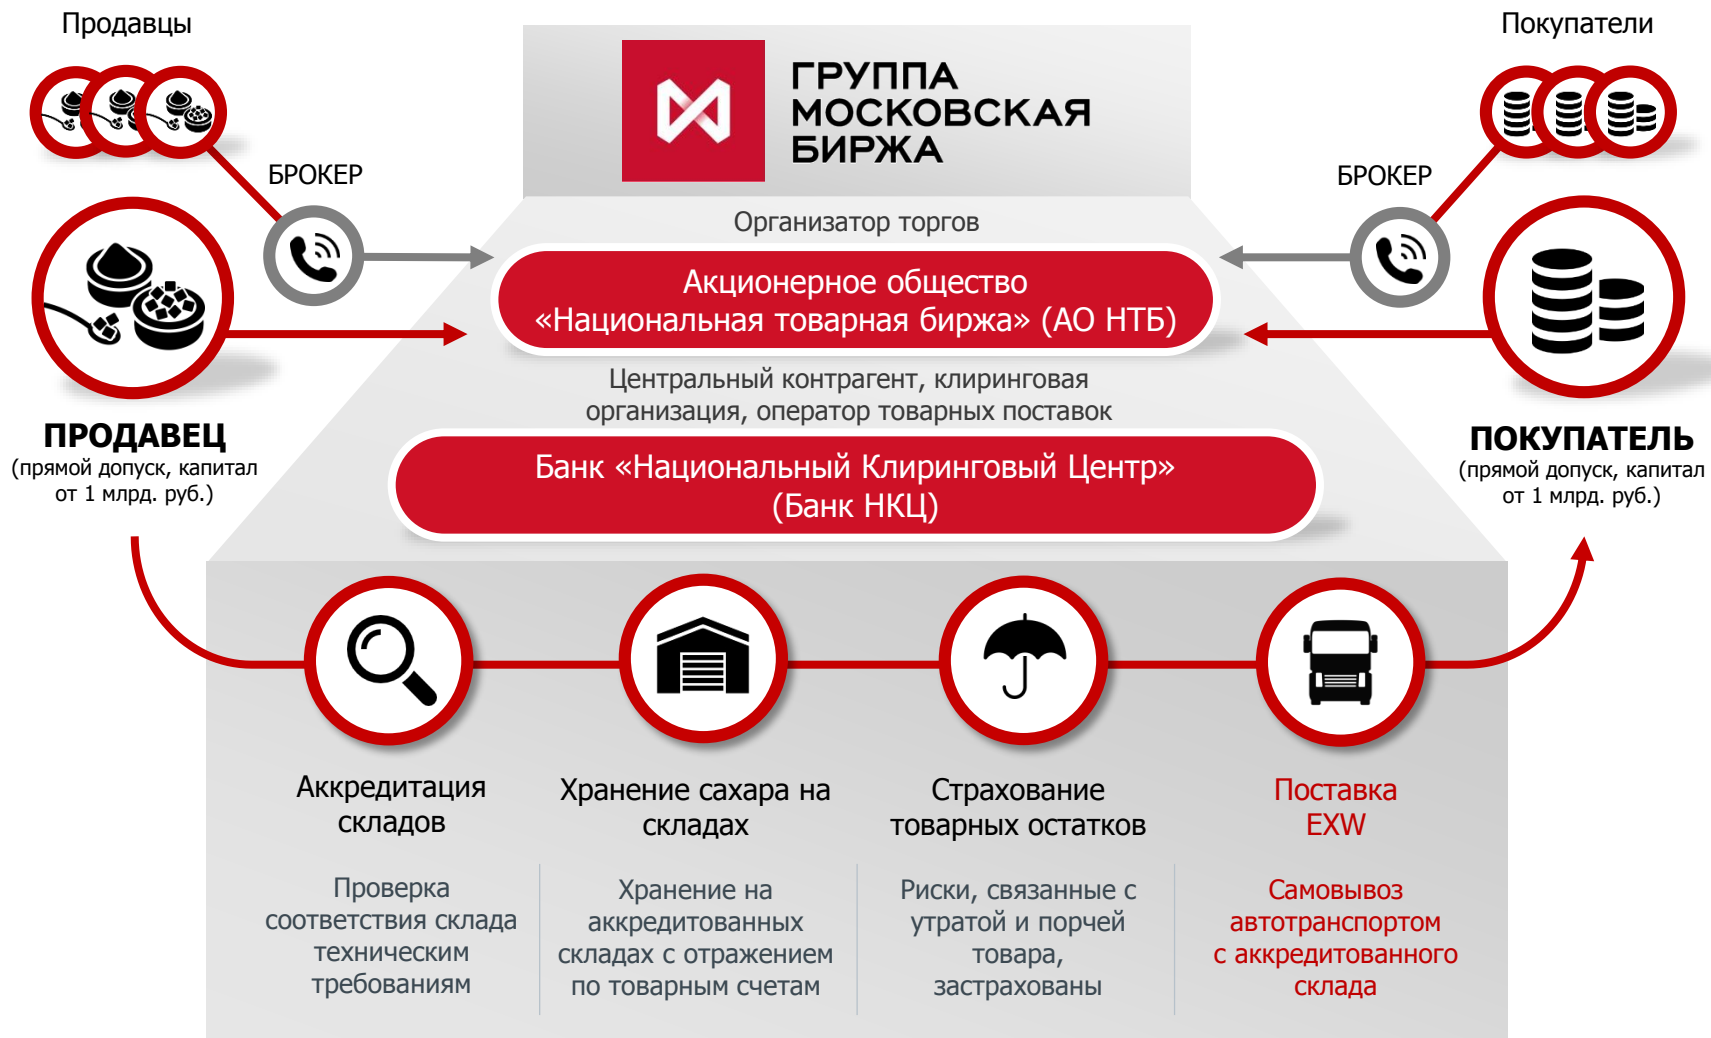 Продавцы
Покупатели
ГРУППА
МОСКОВСКАЯ
БИРЖА
БРОКЕР
БРОКЕР
Организатор торгов
Акционерное общество
«Национальная товарная биржа» (АО НТБ)
Центральный контрагент, клиринговая
организация, оператор товарных поставок
ПРОДАВЕЦ
(прямой допуск, капитал
от 1 млрд. руб.)
Банк «Национальный Клиринговый Центр»
(Банк НКЦ)
ПОКУПАТЕЛЬ
(прямой допуск, капитал
от 1 млрд. руб.)
Аккредитация
складов
Хранение сахара на
складах
Страхование
товарных остатков
Поставка
EXW
Проверка
соответствия склада
техническим
требованиям
Хранение на
аккредитованных
складах с отражением
по товарным счетам
Риски, связанные с
утратой и порчей
товара,
застрахованы
Самовывоз
автотранспортом
с аккредитованного
склада